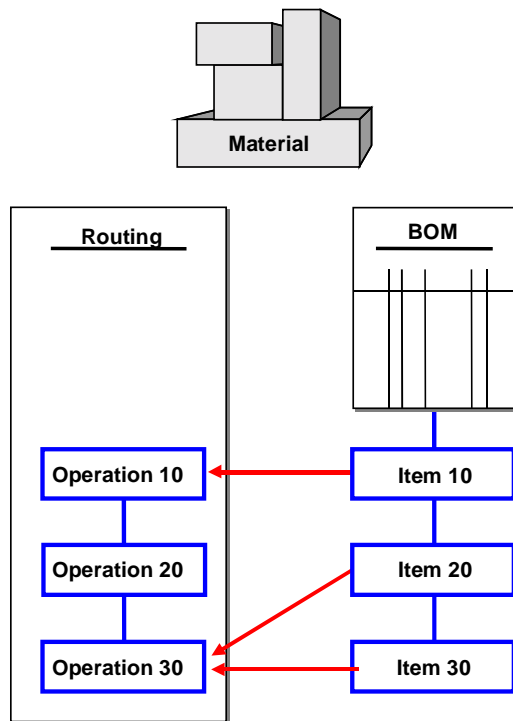 Material
Routing
BOM
Operation 10
Item 10
Operation 20
Item 20
Operation 30
Item 30